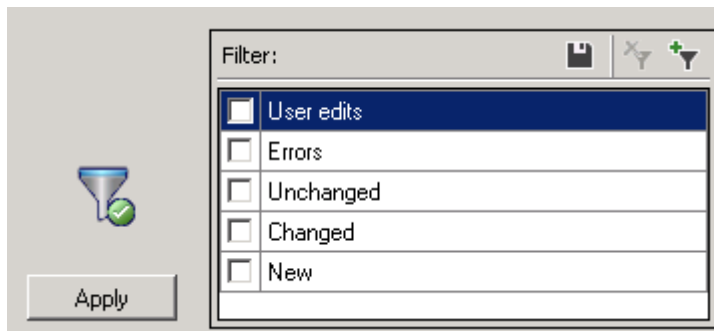 Filter:
User edits
Errors
Unchanged
Changed
New
Apply